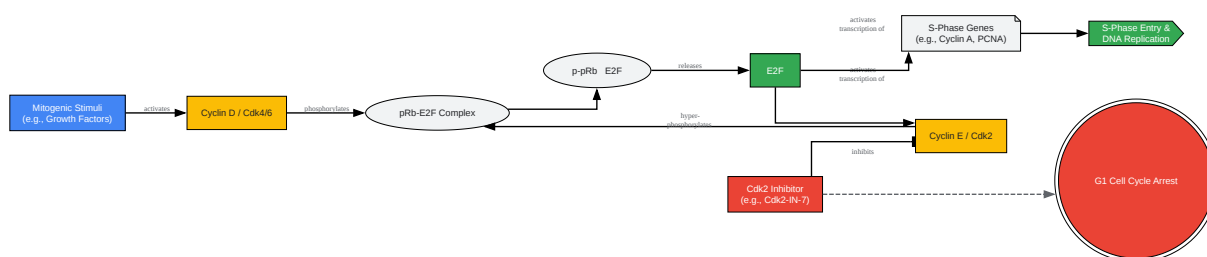 Mitogenic Stimuli
(e.g., Growth Factors)
activates
Cyclin D / Cdk4/6
phosphorylates
pRb-E2F Complex
p-pRb E2F
releases
E2F
activates
transcription of
activates
transcription of
S-Phase Genes
(e.g., Cyclin A, PCNA)
S-Phase Entry &
DNA Replication
hyper-
phosphorylates
Cyclin E / Cdk2
inhibits
Cdk2 Inhibitor
(e.g., Cdk2-IN-7)
G1 Cell Cycle Arrest